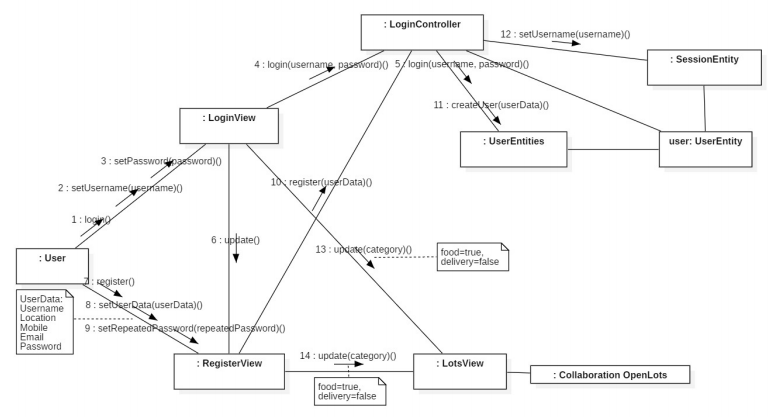 : LoginController
12 : setUsername(username)()
4 : login(username, password)()
5 : login(username, password)()
: SessionEntity
11 : createUser(userData)()
: LoginView
: UserEntities
user: UserEntity
3 : setPassword(password)()
2 : setUsername(username)()
10 : register(userData)()
1 : login()
6 : update()
13 : update(category)()
food=true,
delivery=false
: User
7 : register()
UserData:
Username
Location
Mobile
Email
Password
8 : setUserData(userData)()
9 : setRepeatedPassword(repeatedPassword)()
: RegisterView
14 : update(category)()
: LotsView
: Collaboration OpenLots
food=true,
delivery=false